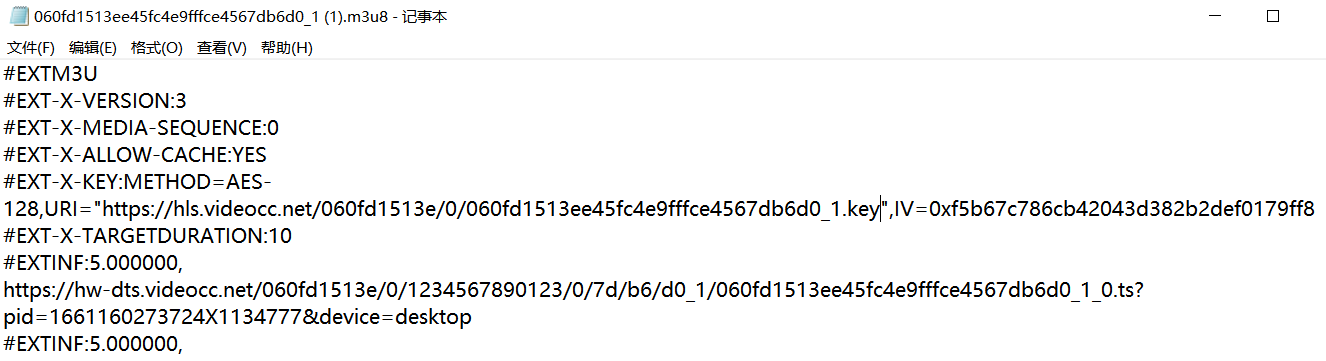 060fd1513ee45fc4e9fffce4567db6d0_1 (1).m3u8 - 记事本
文件(F) 编辑(E) 格式(O) 查看(V) 帮助(H)
#EXTM3U
#EXT-X-VERSION:3
#EXT-X-MEDIA-SEQUENCE:0
#EXT-X-ALLOW-CACHE:YES
#EXT-X-KEY:METHOD=AES-
128,URI="https://hls.videocc.net/060fd1513e/0/060fd1513ee45fc4e9fffce4567db6d0_1.key",IV=0xf5b67c786cb42043d382b2def0179ff8
#EXT-X-TARGETDURATION:10
#EXTINF:5.000000,
https://hw-dts.videocc.net/060fd1513e/0/1234567890123/0/7d/b6/d0_1/060fd1513ee45fc4e9fffce4567db6d0_1_0.ts?
pid=1661160273724X1134777&device=desktop
#EXTINF:5.000000,